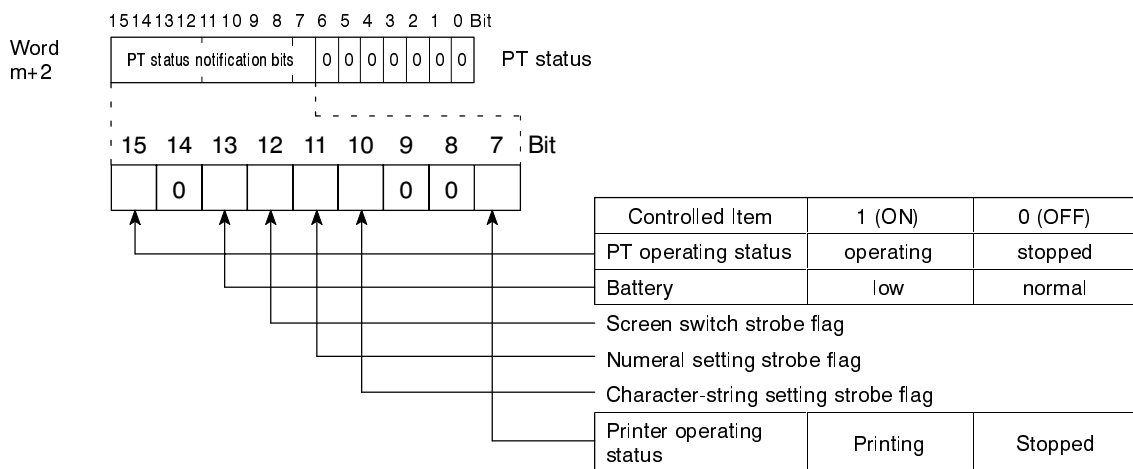 15 14 13 12 11 10 9 8 7 6 5 4 3 2 1 0 Bit
Word
m+2
PT status notification bits 0 0 0 0 0 0 0
PT status
15 14 13 12 11 10 9 8 7 Bit
0 0 0
Controlled Item 1 (ON) 0 (OFF)
PT operating status operating stopped
Battery low normal
Screen switch strobe flag
Numeral setting strobe flag
Character-string setting strobe flag
Printer operating
status
Printing Stopped